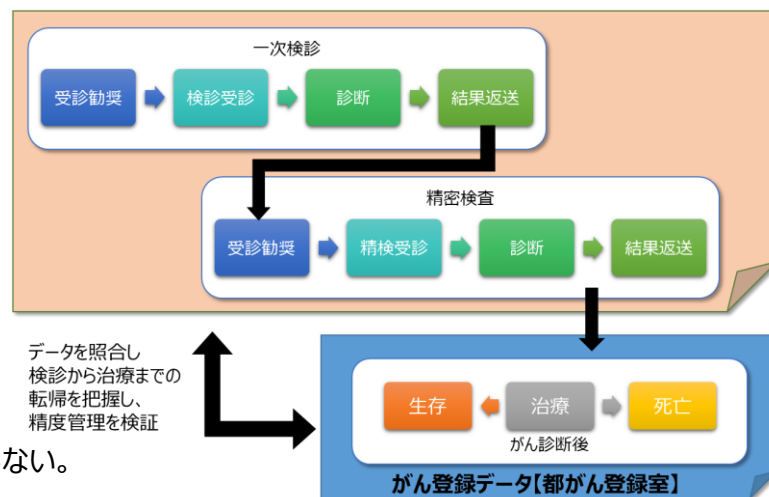 一次検診
受診勧奨
検診受診
診断
結果返送
精密検査
受診勧奨
精検受診
診断
結果返送
データを照合し
検診から治療までの
転帰を把握し、
精度管理を検証
ない。
生存
治療
死亡
がん診断後
がん登録データ【都がん登録室】